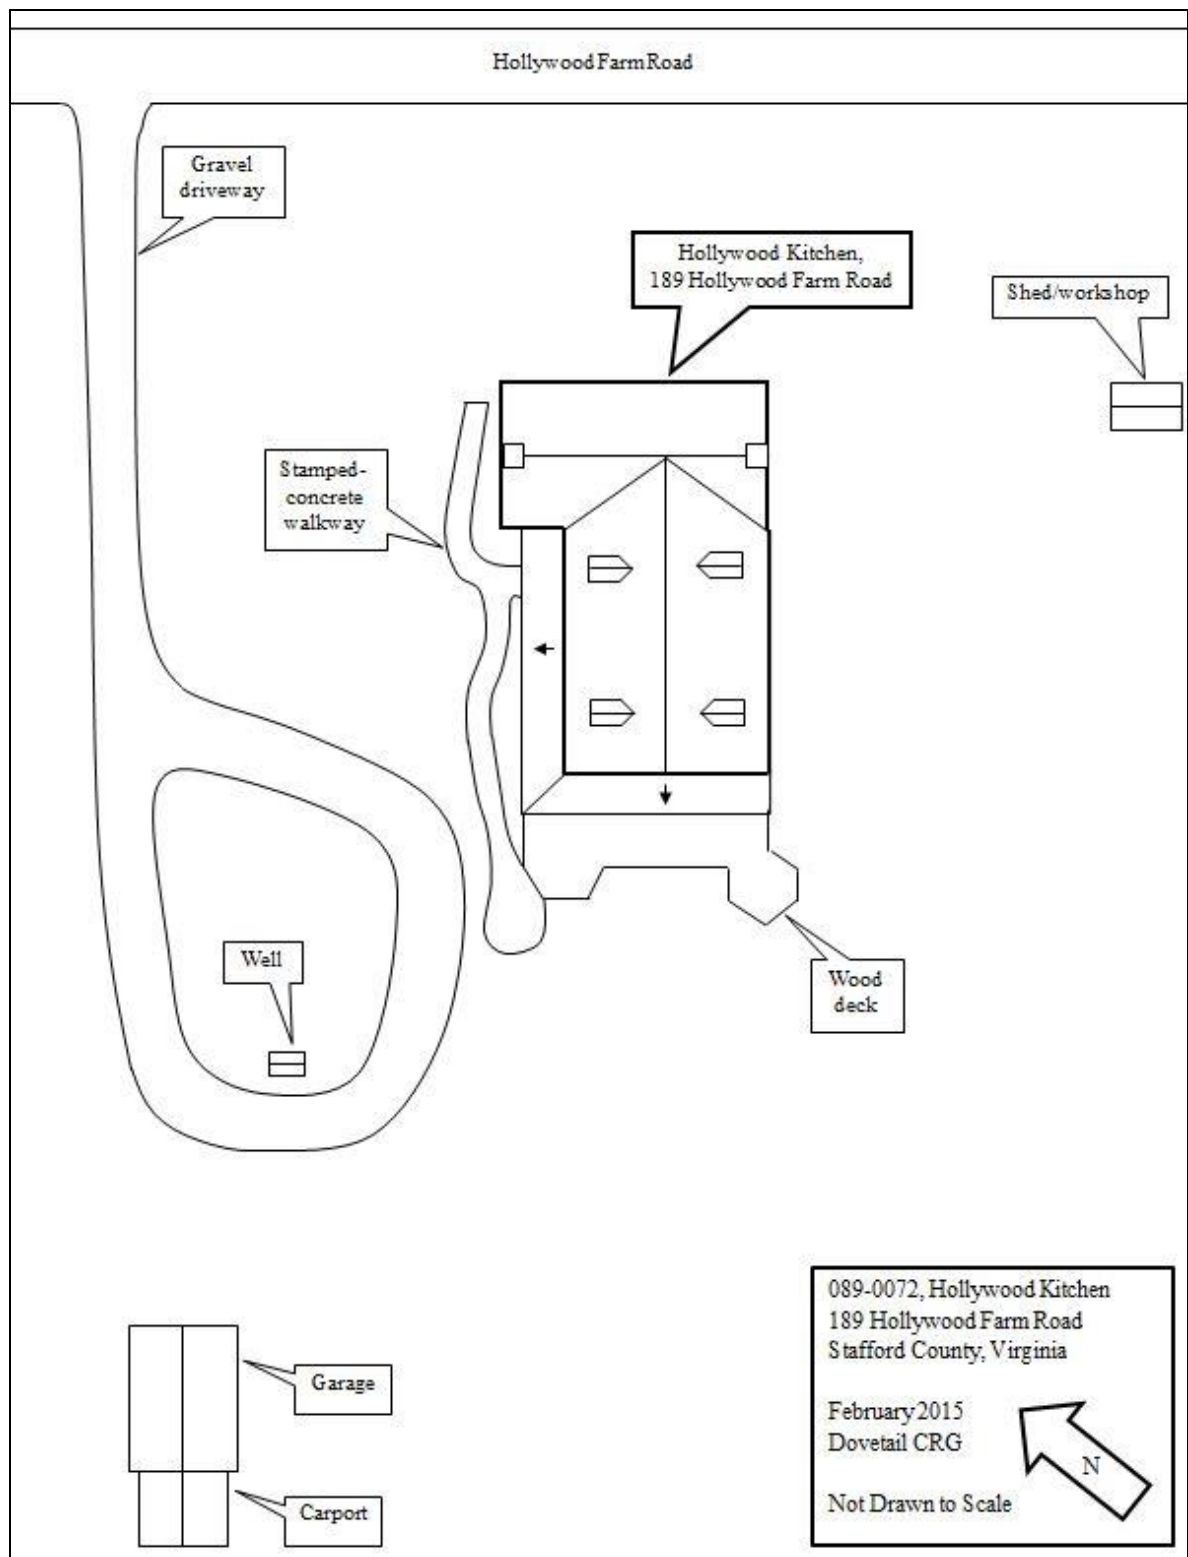 Hollywood Farm Road
Gravel
driveway
Hollywood Kitchen,
189 Hollywood Farm Road
Shed/workshop
Stamped-
concrete
walkway
Well
Wood
deck
Garage
Carport
089-0072, Hollywood Kitchen
189 Hollywood Farm Road
Stafford County, Virginia
February 2015
Dovetail CRG
N
Not Drawn to Scale